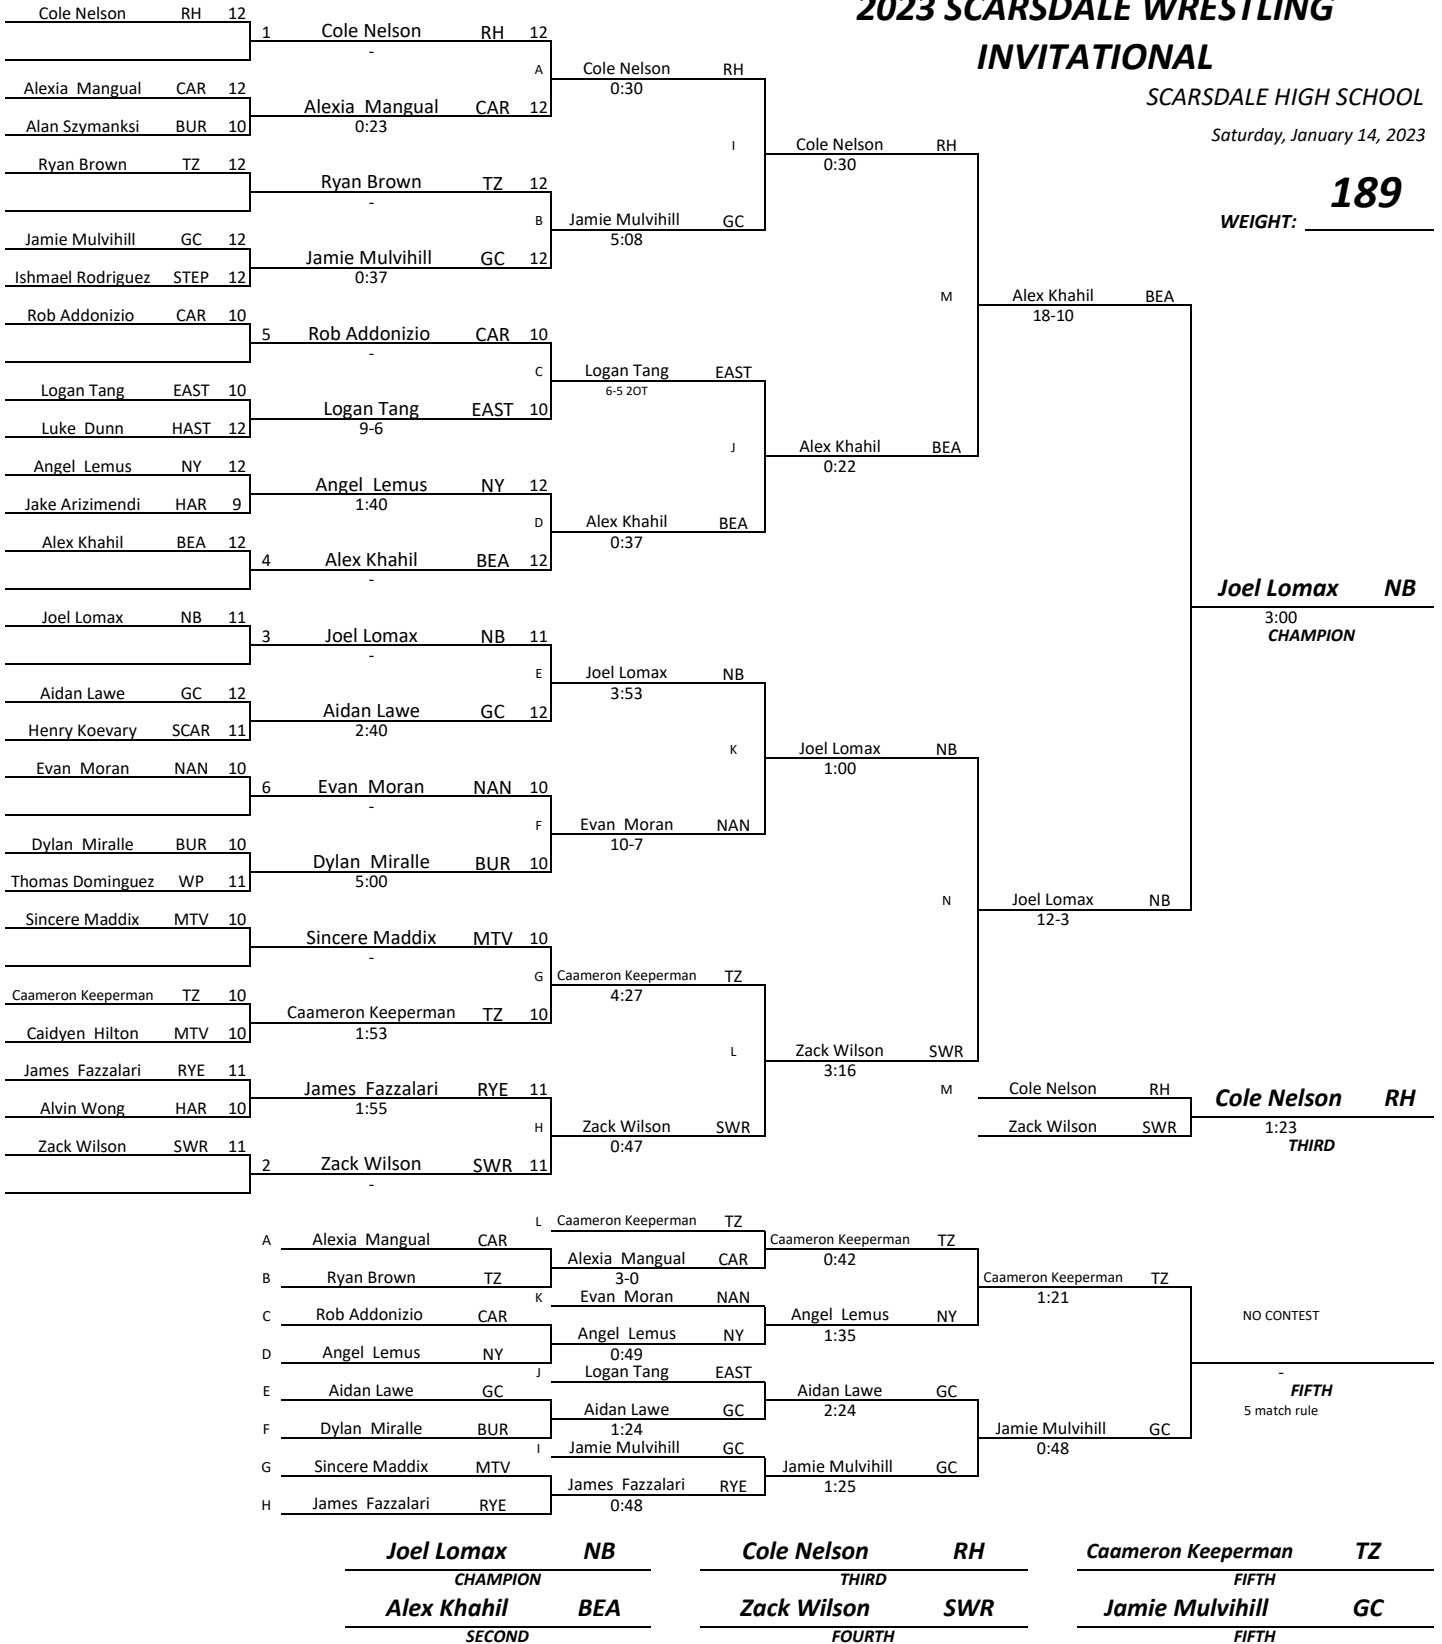 2023 SCARSDALE WRESTLING
INVITATIONAL
SCARSDALE HIGH SCHOOL
Saturday, January 14, 2023
189
WEIGHT:
Cole Nelson RH 12
Alexia Mangual CAR 12
Alan Szymanksi BUR 10
Ryan Brown TZ 12
Jamie Mulvihill GC 12
Ishmael Rodriguez STEP 12
Rob Addonizio CAR 10
Logan Tang EAST 10
Luke Dunn HAST 12
Angel Lemus NY 12
Jake Arizimendi HAR 9
Alex Khahil BEA 12
Joel Lomax NB 11
Aidan Lawe GC 12
Henry Koevary SCAR 11
Evan Moran NAN 10
Dylan Miralle BUR 10
Thomas Dominguez WP 11
Sincere Maddix MTV 10
Caameron Keeperman TZ 10
Caidyen Hilton MTV 10
James Fazzalari RYE 11
Alvin Wong HAR 10
Zack Wilson SWR 11
1 Cole Nelson RH 12
-
A
Alexia Mangual CAR 12
0:23
Ryan Brown TZ 12
-
B
Jamie Mulvihill GC 12
0:37
5 Rob Addonizio CAR 10
-
C
Logan Tang EAST 10
9-6
Angel Lemus NY 12
1:40
D
4 Alex Khahil BEA 12
-
3 Joel Lomax NB 11
-
E
Aidan Lawe GC 12
2:40
6 Evan Moran NAN 10
-
F
Dylan Miralle BUR 10
5:00
Sincere Maddix MTV 10
-
G
Caameron Keeperman TZ 10
1:53
James Fazzalari RYE 11
1:55
H
2 Zack Wilson SWR 11
-
Cole Nelson RH
0:30
I
Jamie Mulvihill GC
5:08
Logan Tang EAST
6-5 2OT
J
Alex Khahil BEA
0:37
Joel Lomax NB
3:53
K
Evan Moran NAN
10-7
Caameron Keeperman TZ
4:27
L
Zack Wilson SWR
0:47
Cole Nelson RH
0:30
M
Alex Khahil BEA
0:22
Joel Lomax NB
1:00
N
Zack Wilson SWR
3:16
Alex Khahil BEA
18-10
Joel Lomax NB
12-3
Joel Lomax NB
3:00
CHAMPION
M Cole Nelson RH
Zack Wilson SWR
Cole Nelson RH
1:23
THIRD
A Alexia Mangual CAR
B Ryan Brown TZ
C Rob Addonizio CAR
D Angel Lemus NY
E Aidan Lawe GC
F Dylan Miralle BUR
G Sincere Maddix MTV
H James Fazzalari RYE
L Caameron Keeperman TZ
Alexia Mangual CAR
3-0
K Evan Moran NAN
Angel Lemus NY
0:49
J Logan Tang EAST
Aidan Lawe GC
1:24
I Jamie Mulvihill GC
James Fazzalari RYE
0:48
Caameron Keeperman TZ
0:42
Angel Lemus NY
1:35
Aidan Lawe GC
2:24
Jamie Mulvihill GC
1:25
Caameron Keeperman TZ
1:21
Jamie Mulvihill GC
0:48
NO CONTEST
-
FIFTH
5 match rule
Joel Lomax NB
CHAMPION
Cole Nelson RH
THIRD
Caameron Keeperman TZ
FIFTH
Alex Khahil BEA
SECOND
Zack Wilson SWR
FOURTH
Jamie Mulvihill GC
FIFTH